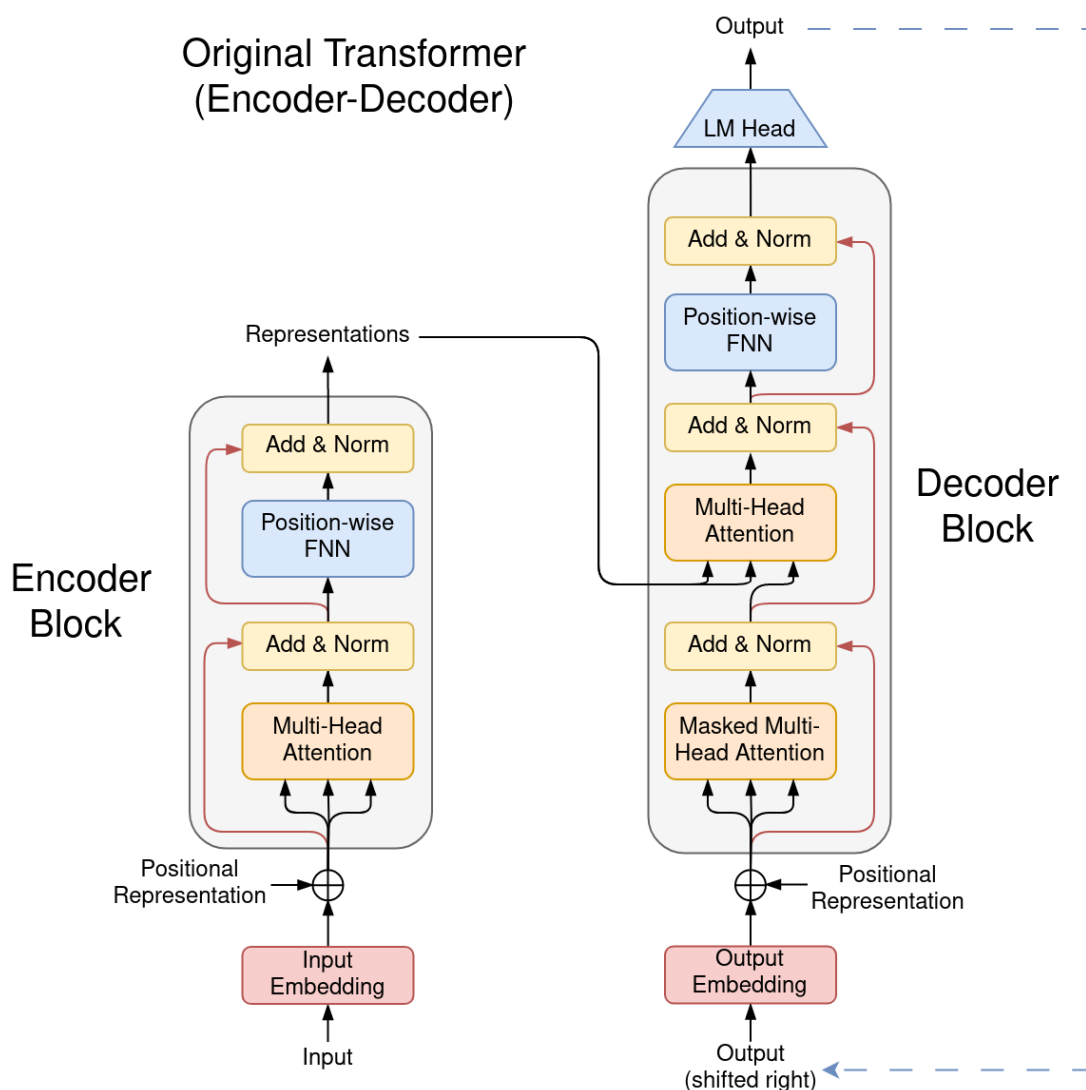 Original Transformer
(Encoder-Decoder)
Output
LM Head
Add & Norm
Position-wise
FNN
Add & Norm
Multi-Head
Attention
Add & Norm
Masked Multi-
Head Attention
Decoder
Block
Positional
Representation
Output
Embedding
Output
(shifted right)
Representations
Add & Norm
Position-wise
FNN
Add & Norm
Multi-Head
Attention
Encoder
Block
Positional
Representation
Input
Embedding
Input